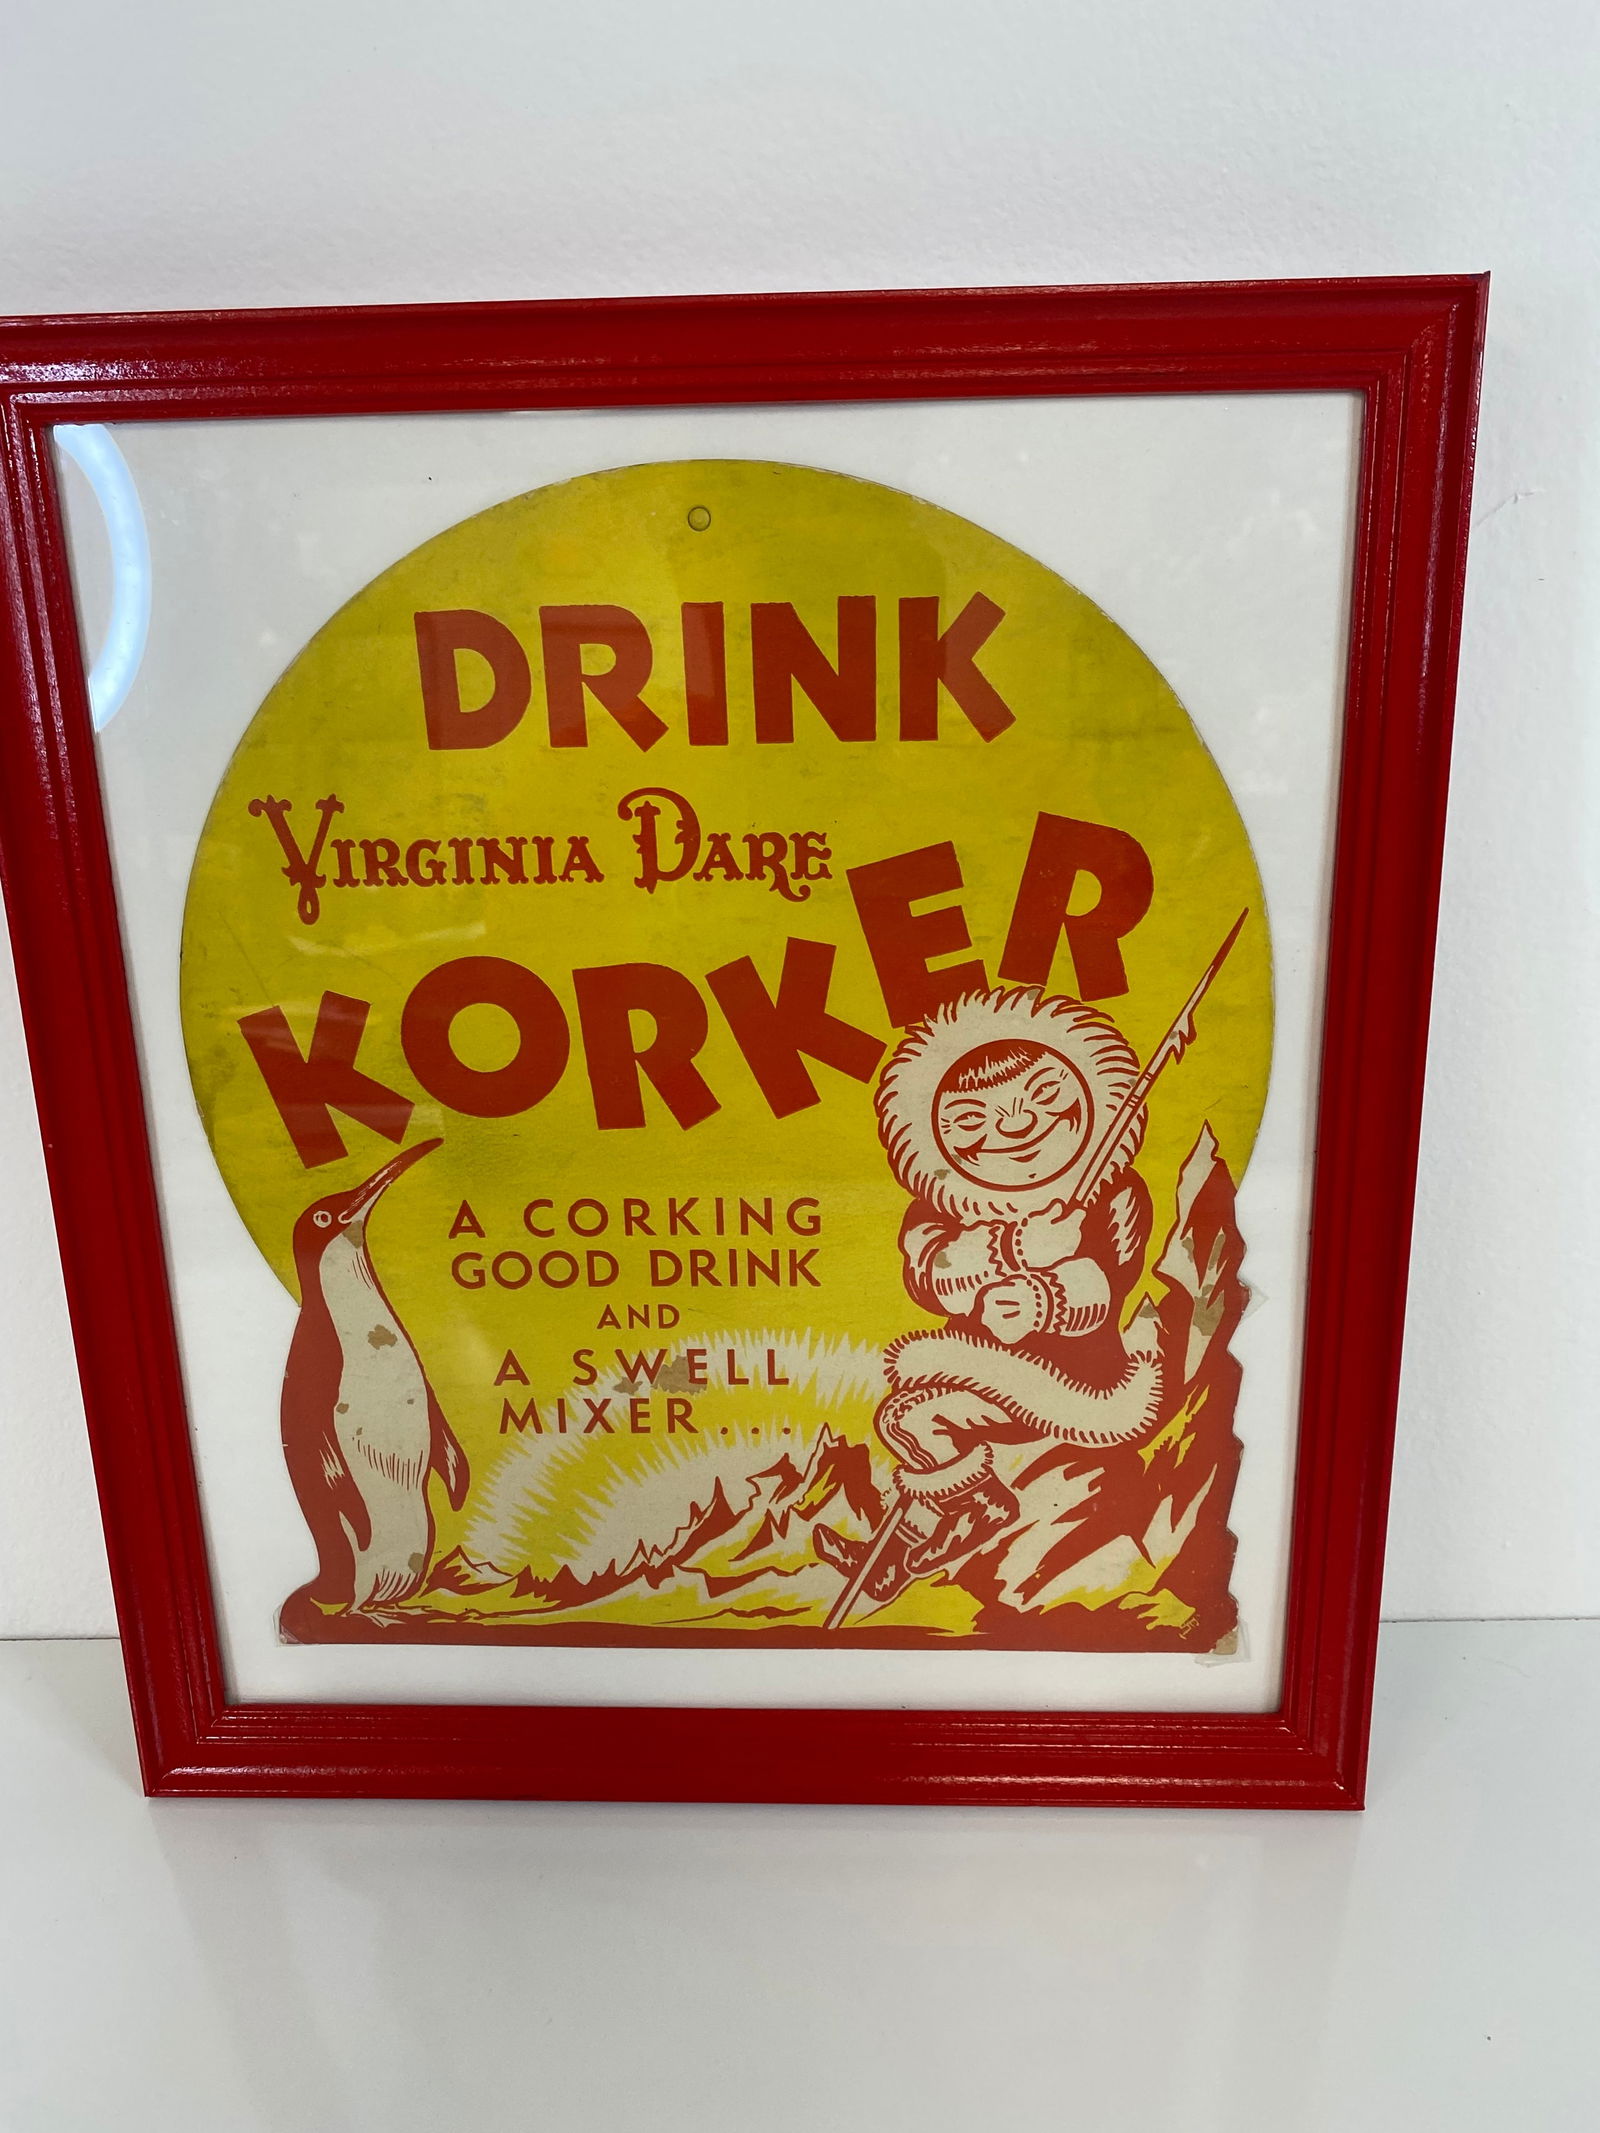 DRINK
VIRGINIA DARE
KORKER
A CORKING
GOOD DRINK
AND
A SWELL
MIXER...